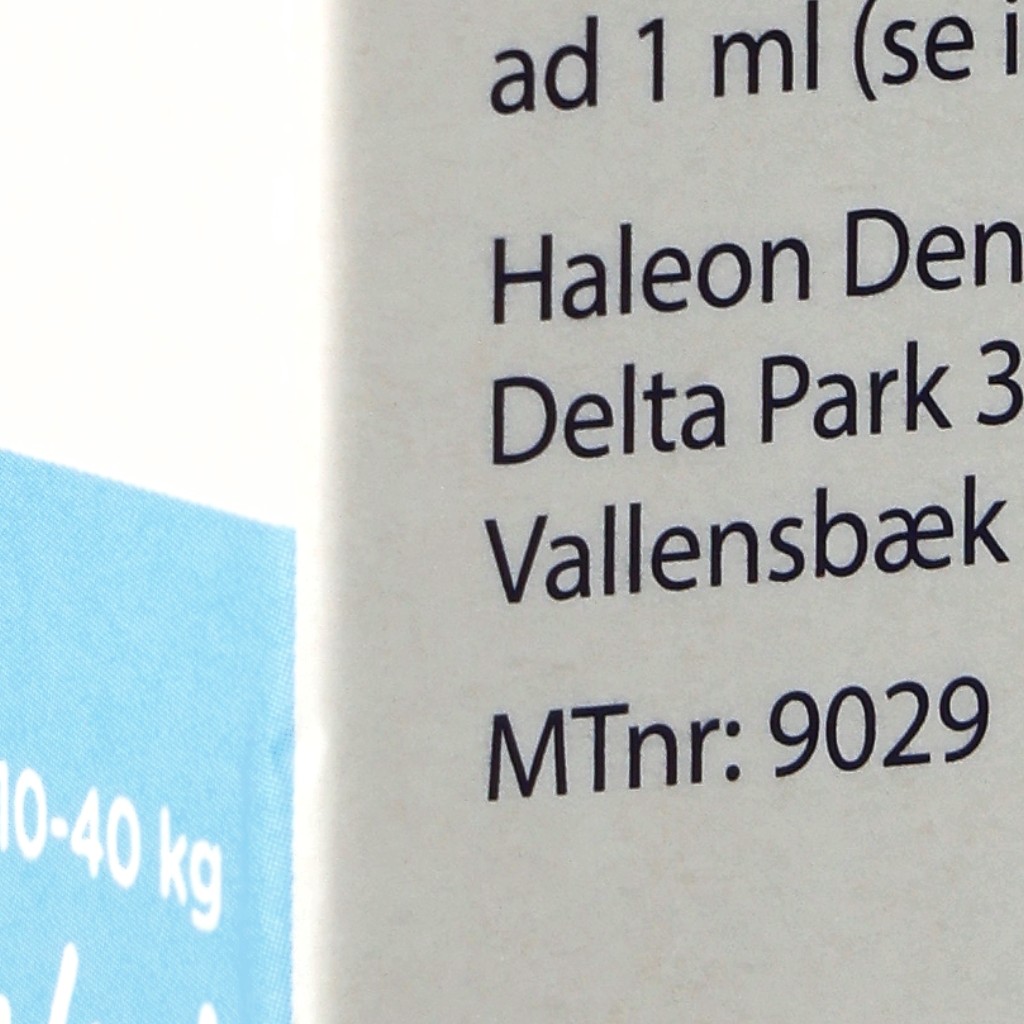 ad 1 ml (se i
Haleon Den
Delta Park 3
Vallensbæk
MTnr: 9029
10-40 kg